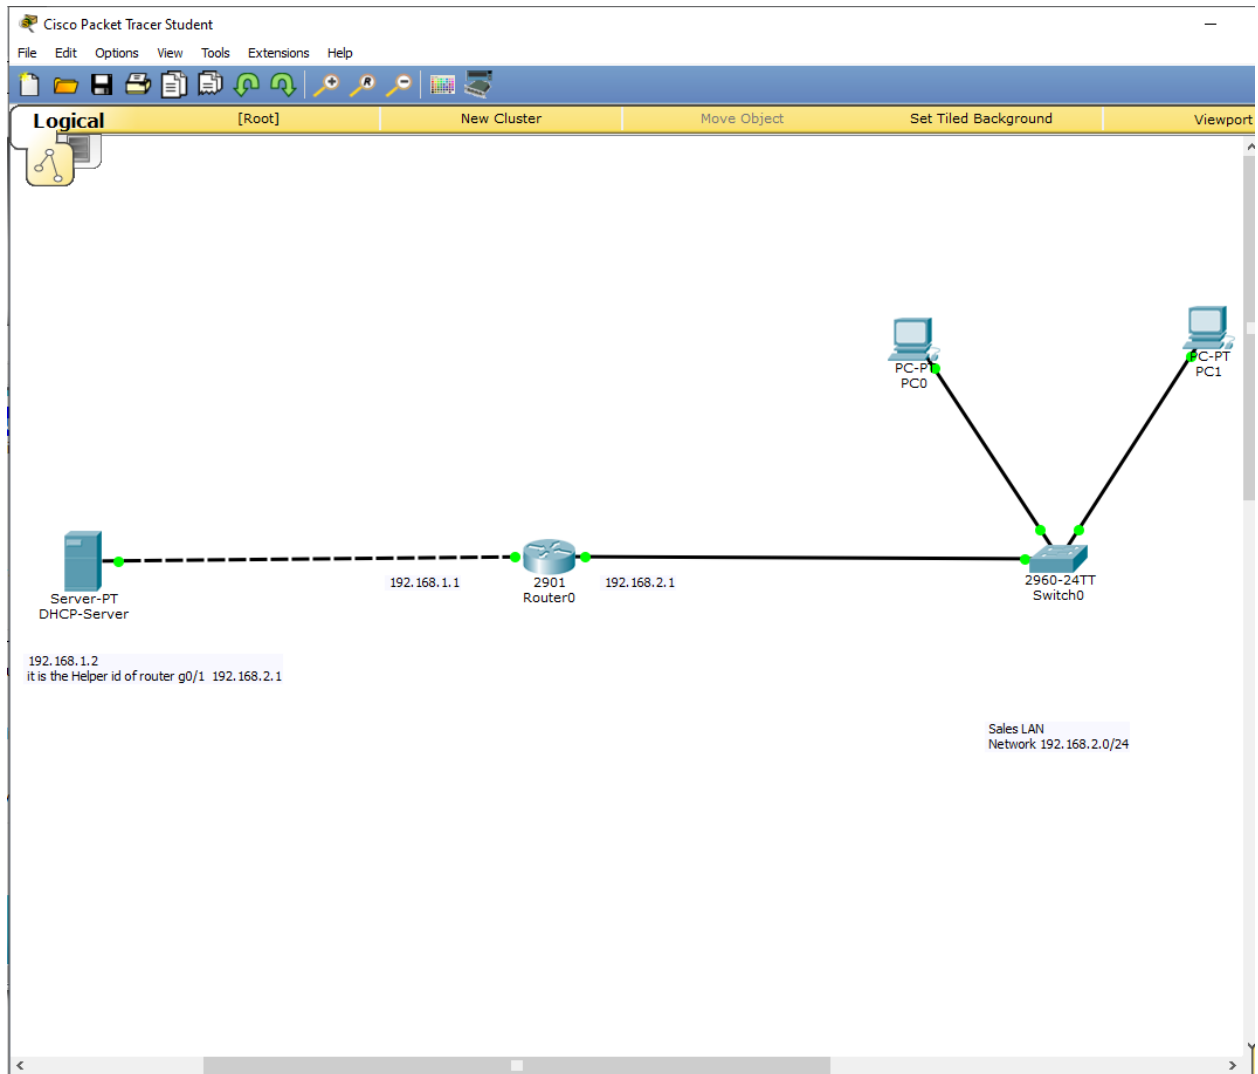 Cisco Packet Tracer Student
File Edit Options View Tools Extensions Help
Logical [Root] New Cluster Move Object Set Tiled Background Viewport
PC-PT
PC0
PC-PT
PC1
Server-PT
DHCP-Server
192.168.1.1
2901
Router0
192.168.2.1
2960-24TT
Switch0
192.168.1.2
it is the Helper id of router g0/1 192.168.2.1
Sales LAN
Network 192.168.2.0/24